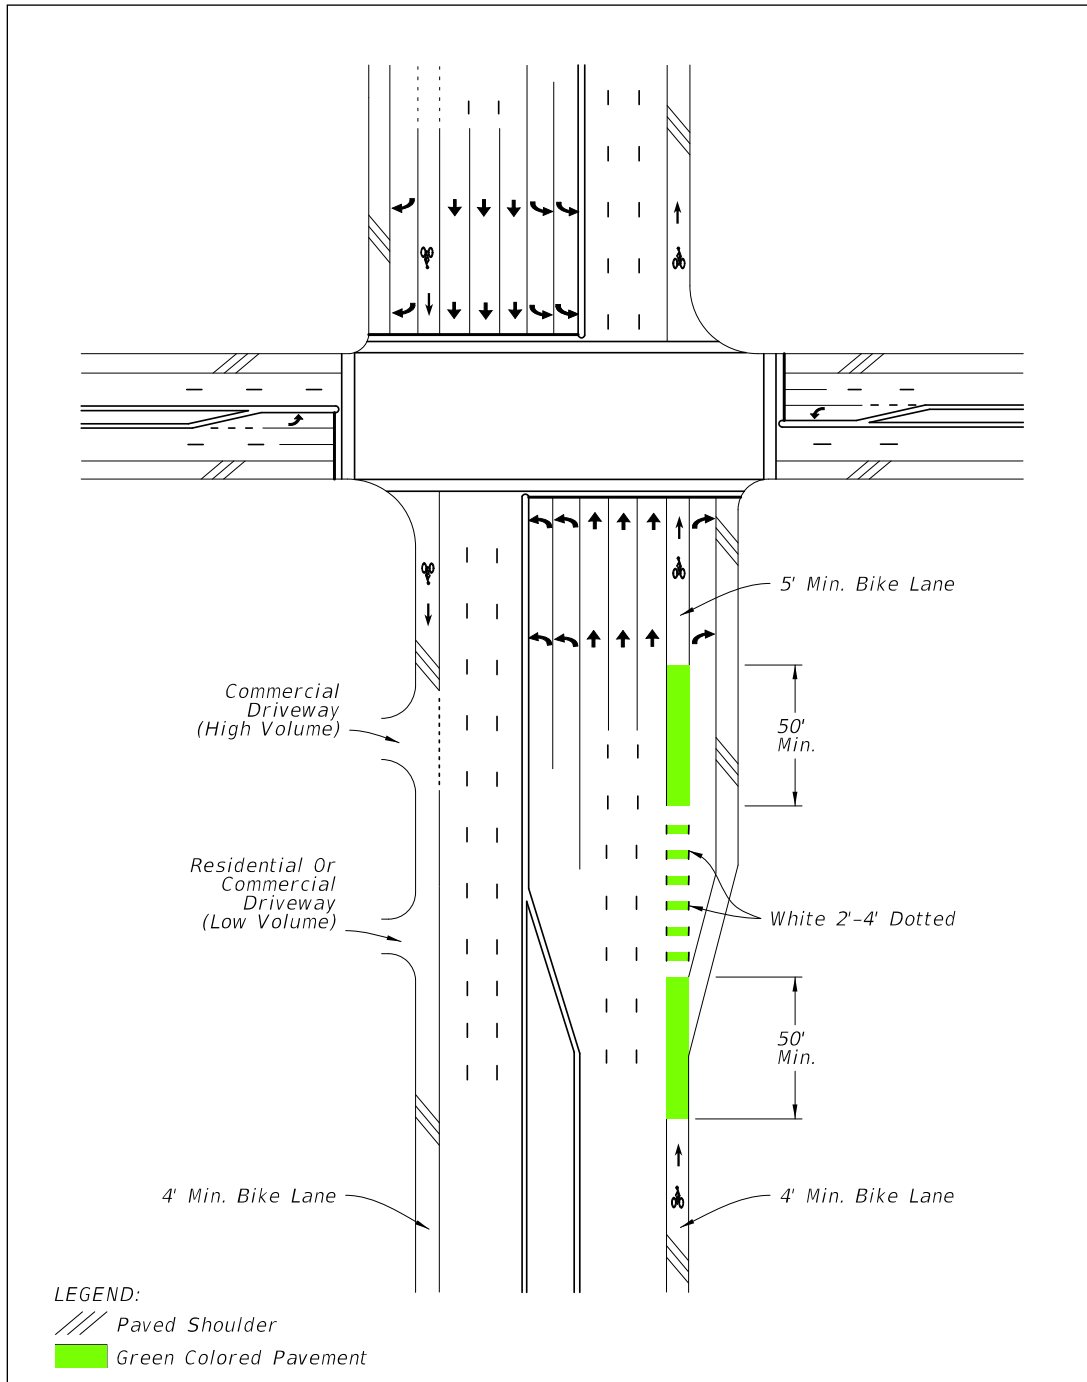 5' Min. Bike Lane
Commercial
Driveway
(High Volume)
50'
Min.
Residential Or
Commercial
Driveway
(Low Volume)
White 2'-4' Dotted
50'
Min.
4' Min. Bike Lane
4' Min. Bike Lane
LEGEND:
Paved Shoulder
Green Colored Pavement